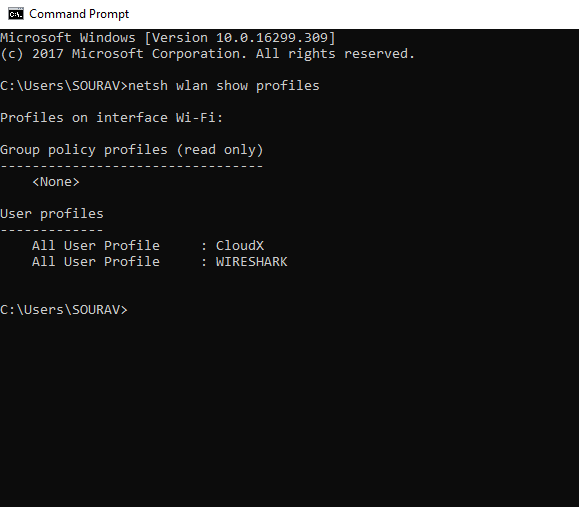 Command Prompt
Microsoft Windows [Version 10.0.16299.309]
(c) 2017 Microsoft Corporation. All rights reserved.
C:\Users\SOURAV>netsh wlan show profiles
Profiles on interface Wi-Fi:
Group policy profiles (read only)
---------------------------------
    <None>
User profiles
-------------
    All User Profile     : CloudX
    All User Profile     : WIRESHARK
C:\Users\SOURAV>